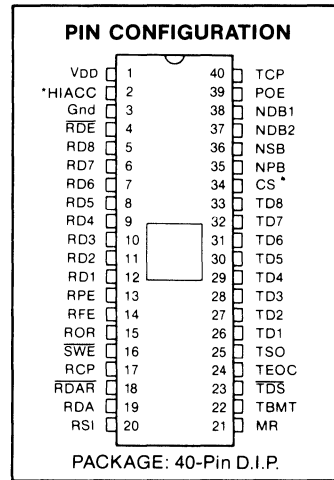 PIN CONFIGURATION
VDD 1 40 TCP
*HIACC 2 39 POE
Gnd 3 38 NDB1
R̅D̅E̅ 4 37 NDB2
RD8 5 36 NSB
RD7 6 35 NPB
RD6 7 34 CS*
RD5 8 33 TD8
RD4 9 32 TD7
RD3 10 31 TD6
RD2 11 30 TD5
RD1 12 29 TD4
RPE 13 28 TD3
RFE 14 27 TD2
ROR 15 26 TD1
S̅W̅E̅ 16 25 TSO
RCP 17 24 TEOC
R̅D̅A̅R̅ 18 23 T̅D̅S̅
RDA 19 22 TBMT
RSI 20 21 MR
PACKAGE: 40-Pin D.I.P.